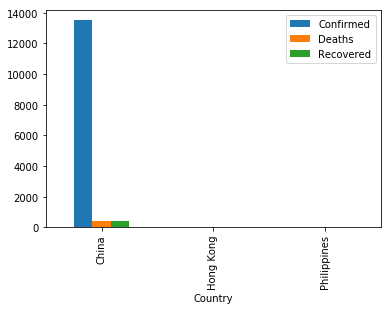 14000
12000
10000
8000
6000
4000
2000
0
Confirmed
Deaths
Recovered
China
Hong Kong
Philippines
Country